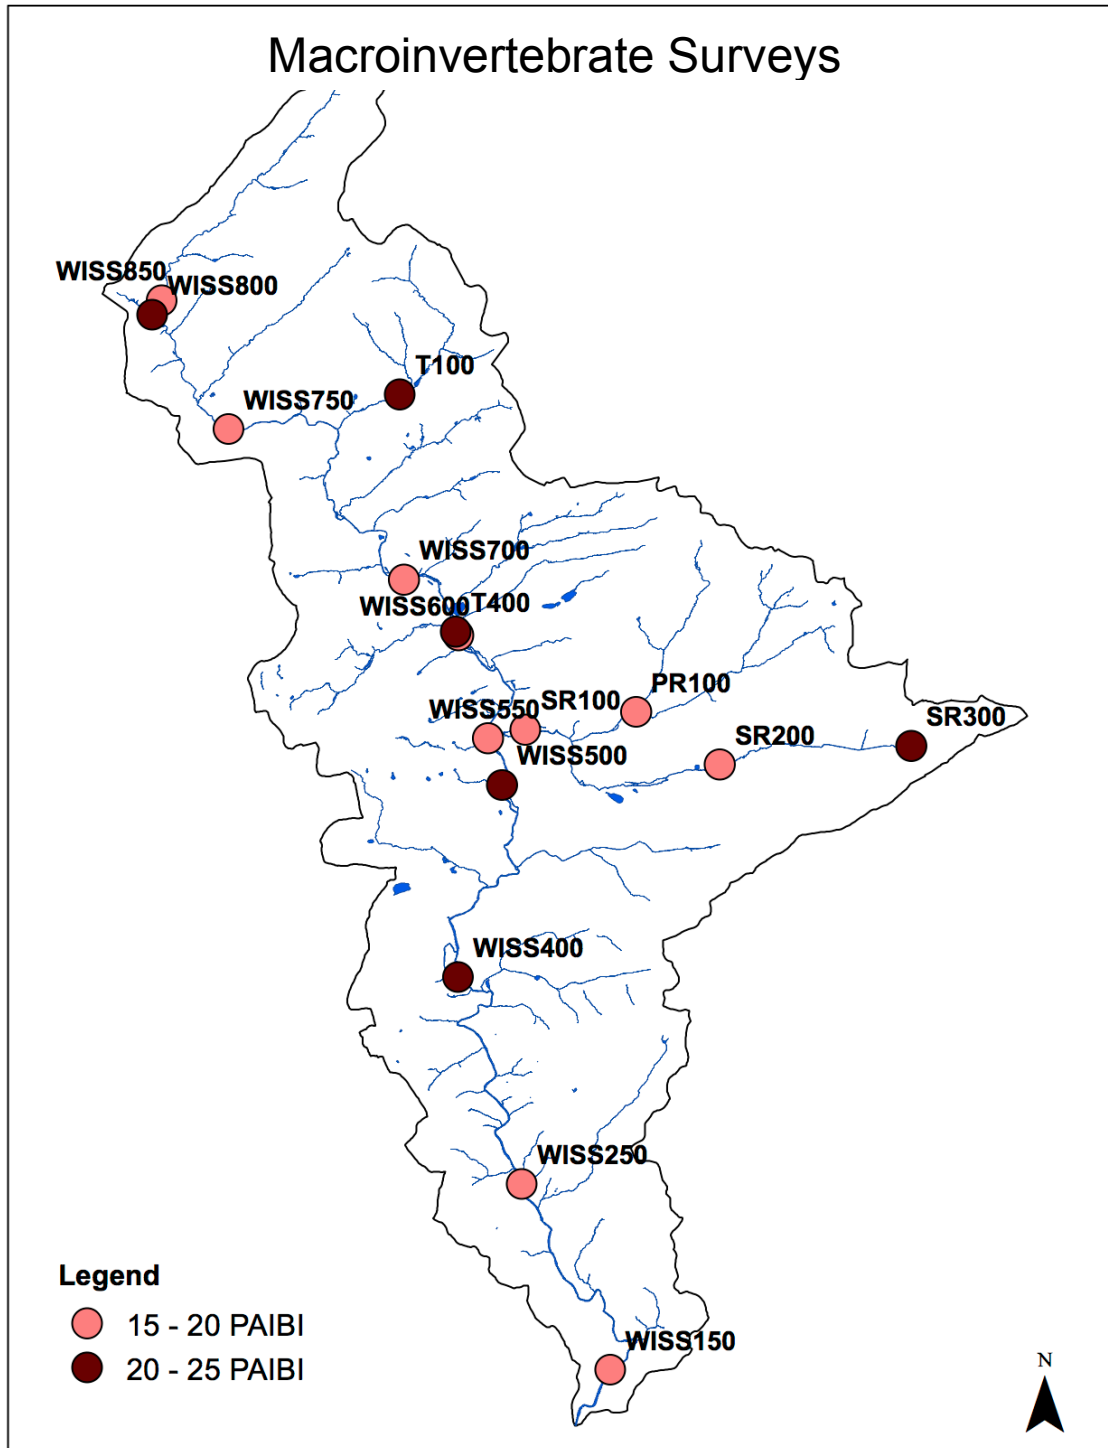 Macroinvertebrate Surveys
WISS850
WISS800
T100
WISS750
WISS700
WISS600
T400
PR100
SR100
WISS550
SR300
SR200
WISS500
WISS400
WISS250
Legend
15 - 20 PAIBI
20 - 25 PAIBI
WISS150
N